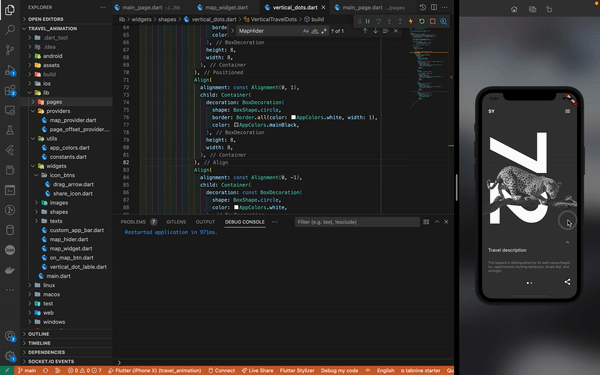 EXPLORER
OPEN EDITORS
TRAVEL_ANIMATION
.dart_tool
.idea
android
assets
build
ios
lib
pages
providers
map_provider.dart
page_offset_provider....
utils
app_colors.dart
constants.dart
widgets
icon_btns
drag_arrow.dart
share_icon.dart
images
shapes
texts
custom_app_bar.dart
map_hider.dart
map_widget.dart
on_map_btn.dart
vertical_dot_lable.dart
main.dart
linux
macos
test
web
windows
OUTLINE
TIMELINE
DEPENDENCIES
SOCKET.IO EVENTS
main_page.dart .../lib
map_widget.dart
vertical_dots.dart
main_page.dart .../pages
lib > widgets > shapes > vertical_dots.dart > VerticalTravelDots > build
MapHider
? of 1
64 borde
65 color
66 ), // BoxDecoration
67 height: 8,
68 width: 8,
69 ), // Container
70 ), // Positioned
71 Align(
72 alignment: const Alignment(0, 1),
73 child: Container(
74 decoration: BoxDecoration(
75 shape: BoxShape.circle,
76 border: Border.all(color: AppColors.white, width: 1),
77 color: AppColors.mainBlack,
78 ), // BoxDecoration
79 height: 8,
80 width: 8,
81 ), // Container
82 ), // Align
83 Align(
84 alignment: const Alignment(0, -1),
85 child: Container(
86 decoration: const BoxDecoration(
87 shape: BoxShape.circle,
88 color: AppColors.white,
PROBLEMS 7 GITLENS OUTPUT DEBUG CONSOLE
Filter (e.g. text, !exclude)
Restarted application in 971ms.
SY
72
Travel description
main
Flutter (iPhone X) (travel_animation)
Connect
Live Share
Flutter Stylizer
Debug my code
English
tabnine starter